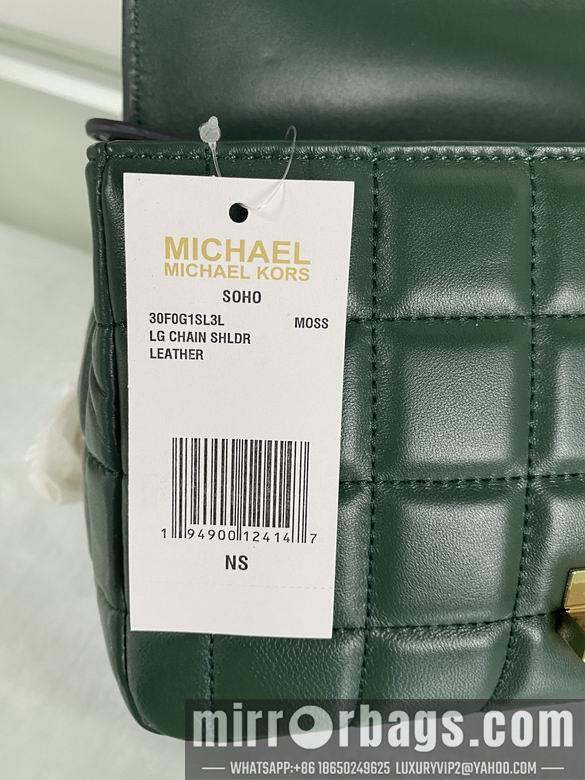 MICHAEL
MICHAEL KORS
SOHO
30F0G1SL3L MOSS
LG CHAIN SHLDR
LEATHER
1 94900 12414 7
NS
mirrorbags.com
WHATSAPP:+86 18650249625 LUXURYVIP2@YAHOO.COM